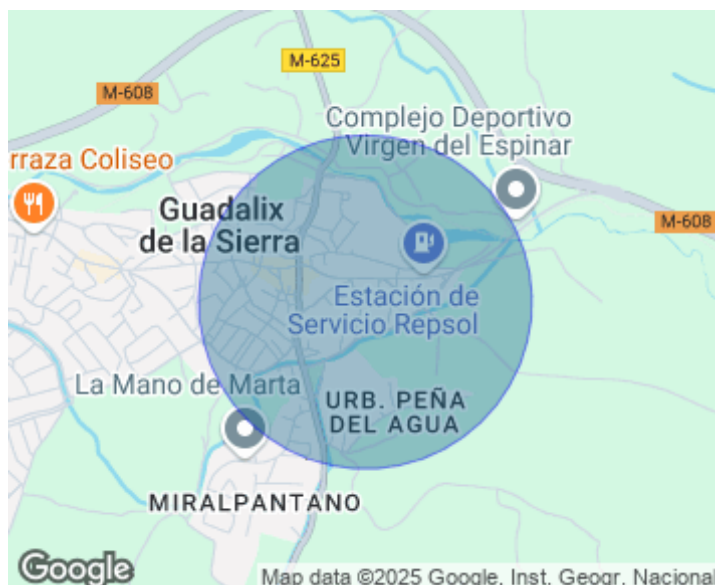 M-625
M-608
Complejo Deportivo
Virgen del Espinar
rraza Coliseo
Guadalix
de la Sierra
M-608
Estación de
Servicio Repsol
La Mano de Marta
URB. PEÑA
DEL AGUA
MIRALPANTANO
Google
Map data ©2025 Google, Inst. Geogr. Nacional